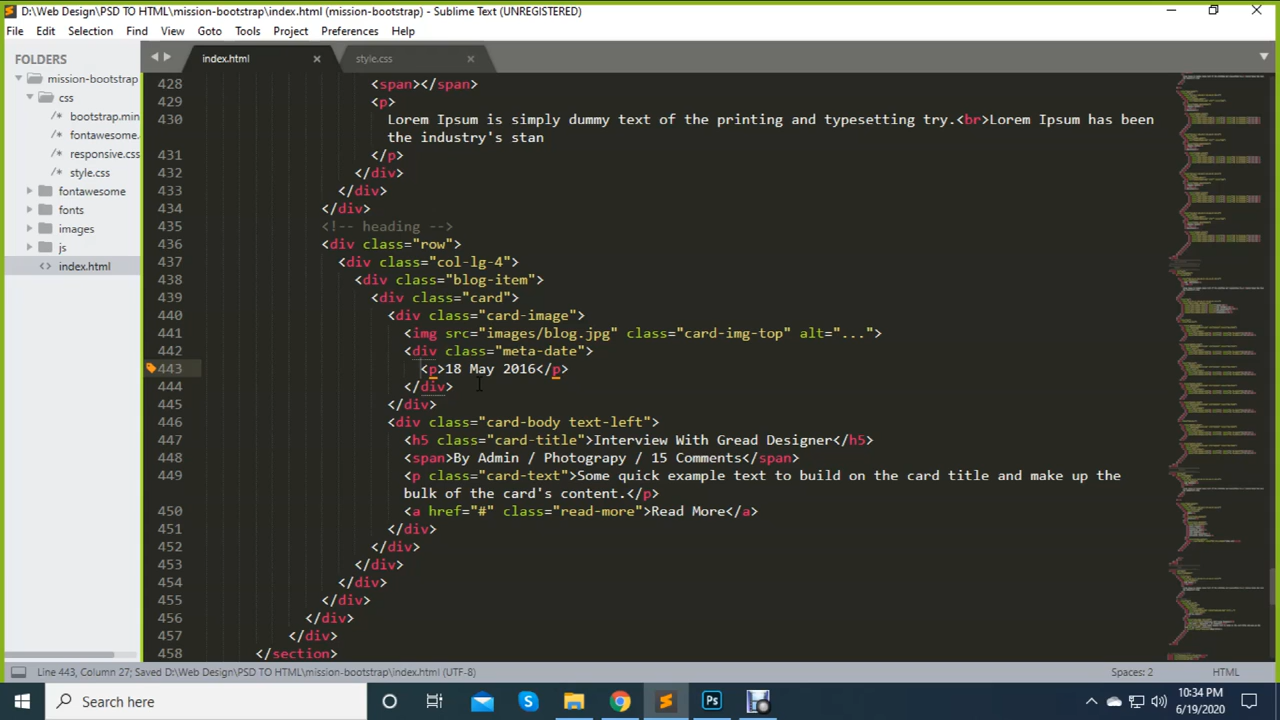 D:\Web Design\PSD TO HTML\mission-bootstrap\index.html (mission-bootstrap) - Sublime Text (UNREGISTERED)
File Edit Selection Find View Goto Tools Project Preferences Help
FOLDERS
mission-bootstrap
css
/* bootstrap.min
/* fontawesome.
/* responsive.css
/* style.css
fontawesome
fonts
images
js
<> index.html
index.html × style.css ×
428 <span></span>
429 <p>
430 Lorem Ipsum is simply dummy text of the printing and typesetting try.<br>Lorem Ipsum has been
the industry's stan
431 </p>
432 </div>
433 </div>
434 </div>
435 <!-- heading -->
436 <div class="row">
437 <div class="col-lg-4">
438 <div class="blog-item">
439 <div class="card">
440 <div class="card-image">
441 <img src="images/blog.jpg" class="card-img-top" alt="...">
442 <div class="meta-date">
443 <p>18 May 2016</p>
444 </div>
445 </div>
446 <div class="card-body text-left">
447 <h5 class="card-title">Interview With Gread Designer</h5>
448 <span>By Admin / Photograpy / 15 Comments</span>
449 <p class="card-text">Some quick example text to build on the card title and make up the
bulk of the card's content.</p>
450 <a href="#" class="read-more">Read More</a>
451 </div>
452 </div>
453 </div>
454 </div>
455 </div>
456 </div>
457 </div>
458 </section>
Line 443, Column 27; Saved D:\Web Design\PSD TO HTML\mission-bootstrap\index.html (UTF-8) Spaces: 2 HTML
Search here
Ps
10:34 PM
6/19/2020